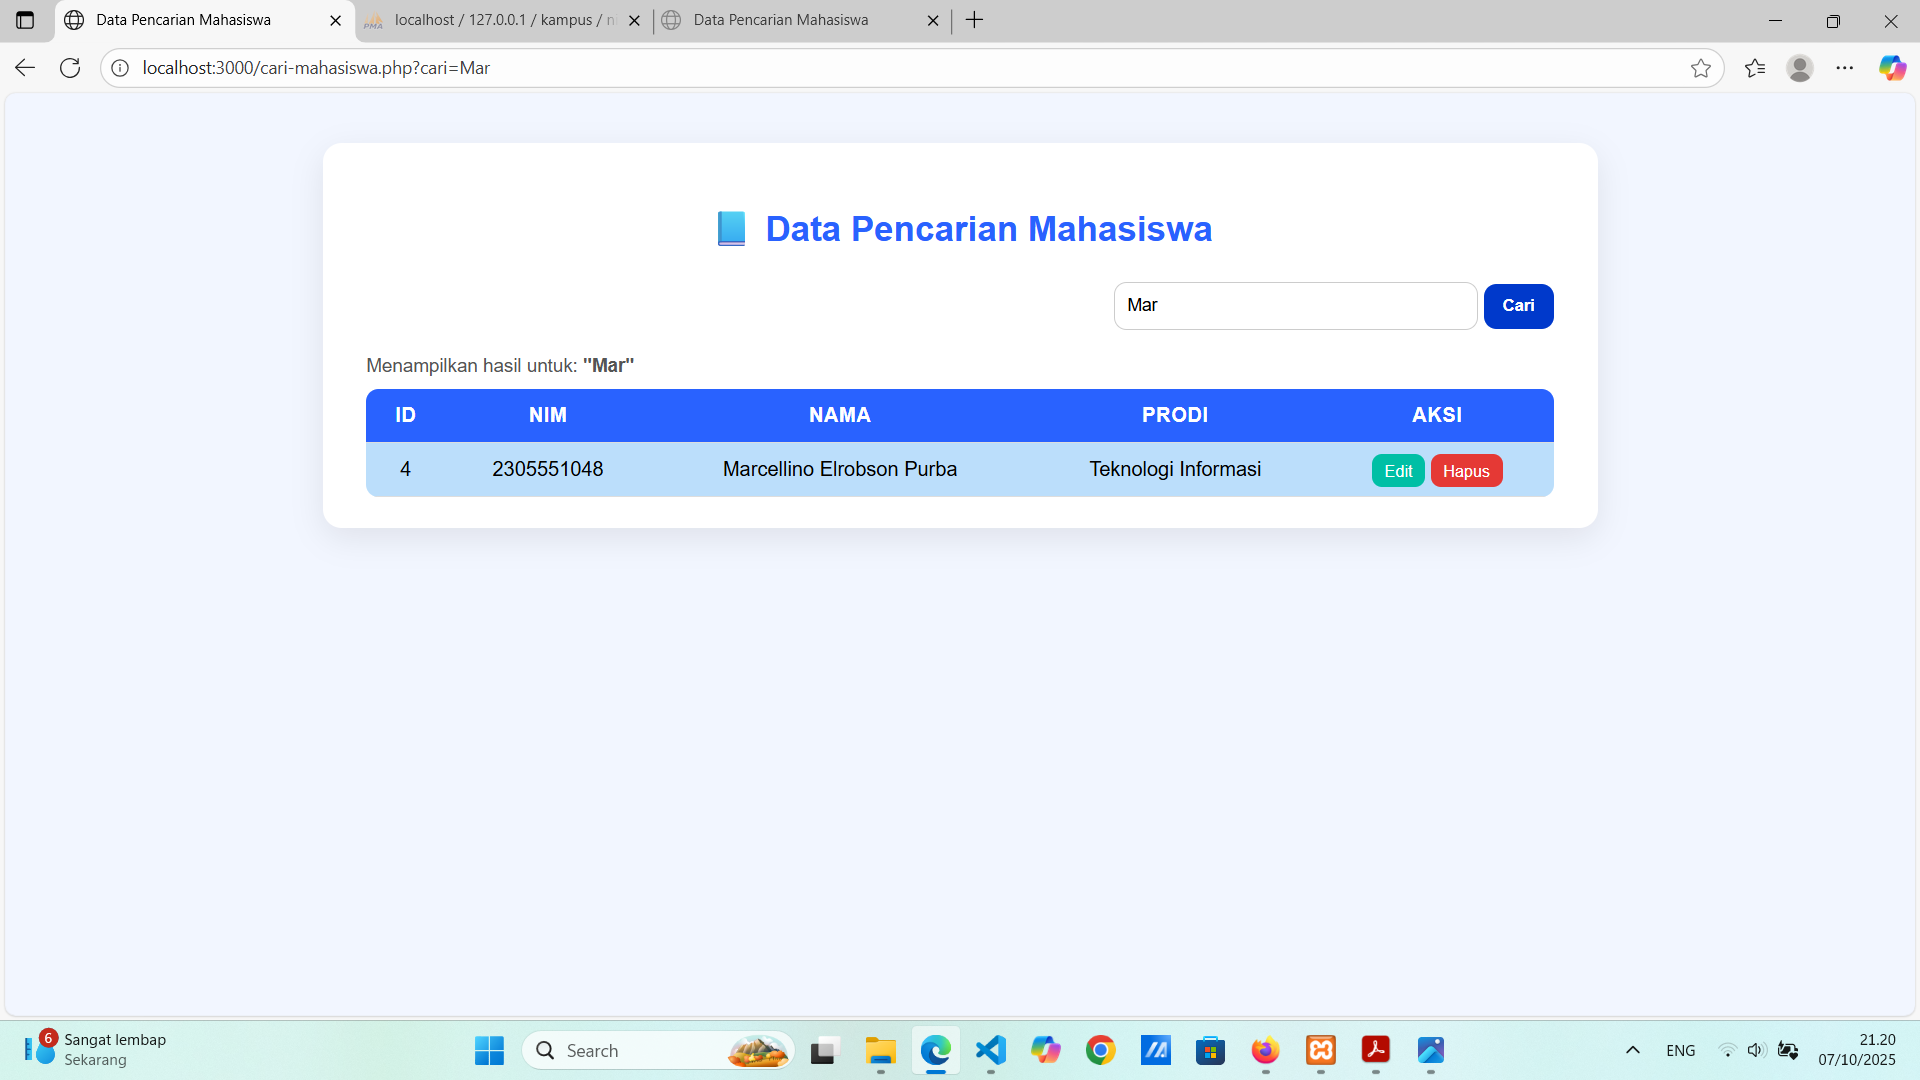 Data Pencarian Mahasiswa
localhost / 127.0.0.1 / kampus /
Data Pencarian Mahasiswa
localhost:3000/cari-mahasiswa.php?cari=Mar
Data Pencarian Mahasiswa
Mar
Cari
Menampilkan hasil untuk: "Mar"
ID NIM NAMA PRODI AKSI
4 2305551048 Marcellino Elrobson Purba Teknologi Informasi Edit Hapus
6
Sangat lembap
Sekarang
Search
ENG
21.20
07/10/2025